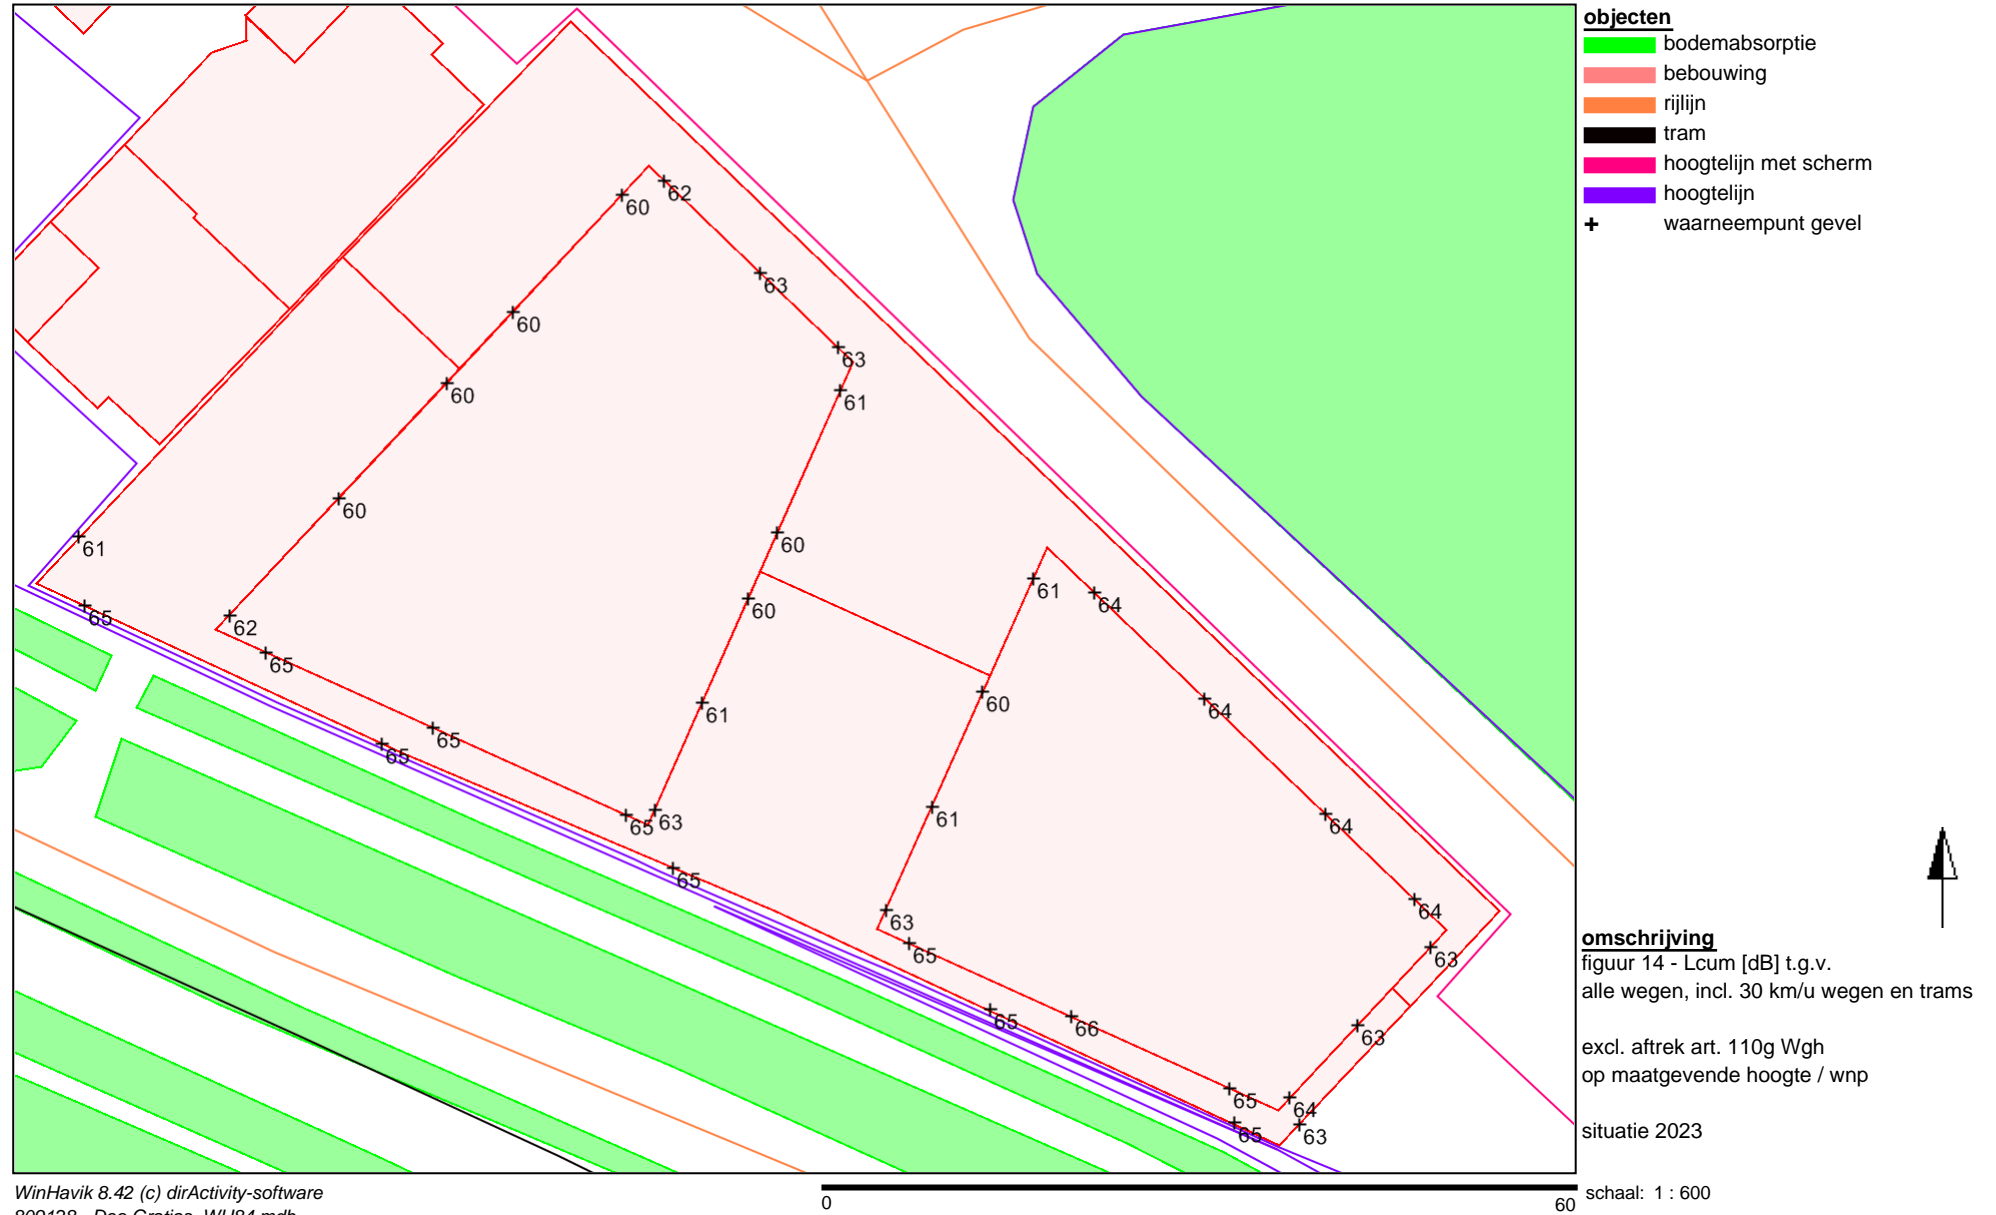 objecten
bodemabsorptie
bebouwing
rijlijn
tram
hoogtelijn met scherm
hoogtelijn
+ waarneempunt gevel
62
60
63
60
63
60
61
60
60
61
61
64
60
65
62
60
65
64
61
65
65
61
64
65
63
65
64
63
65
63
65
66
63
65
64
65
63
omschrijving
figuur 14 - Lcum [dB] t.g.v.
alle wegen, incl. 30 km/u wegen en trams
excl. aftrek art. 110g Wgh
op maatgevende hoogte / wnp
situatie 2023
schaal: 1 : 600
0
60
WinHavik 8.42 (c) dirActivity-software